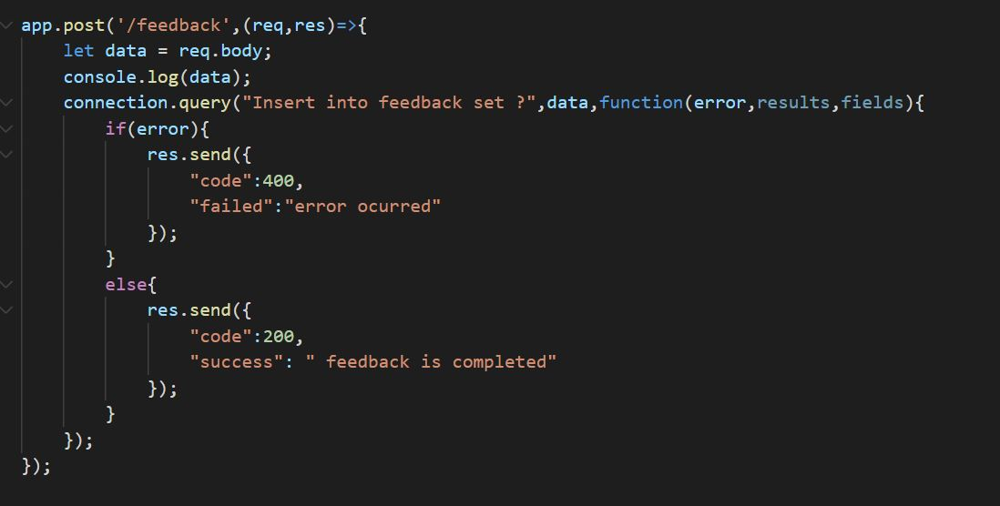 app.post('/feedback',(req,res)=>{
let data = req.body;
console.log(data);
connection.query("Insert into feedback set ?",data,function(error,results,fields){
if(error){
res.send({
"code":400,
"failed":"error ocurred"
});
}
else{
res.send({
"code":200,
"success": " feedback is completed"
});
}
});
});